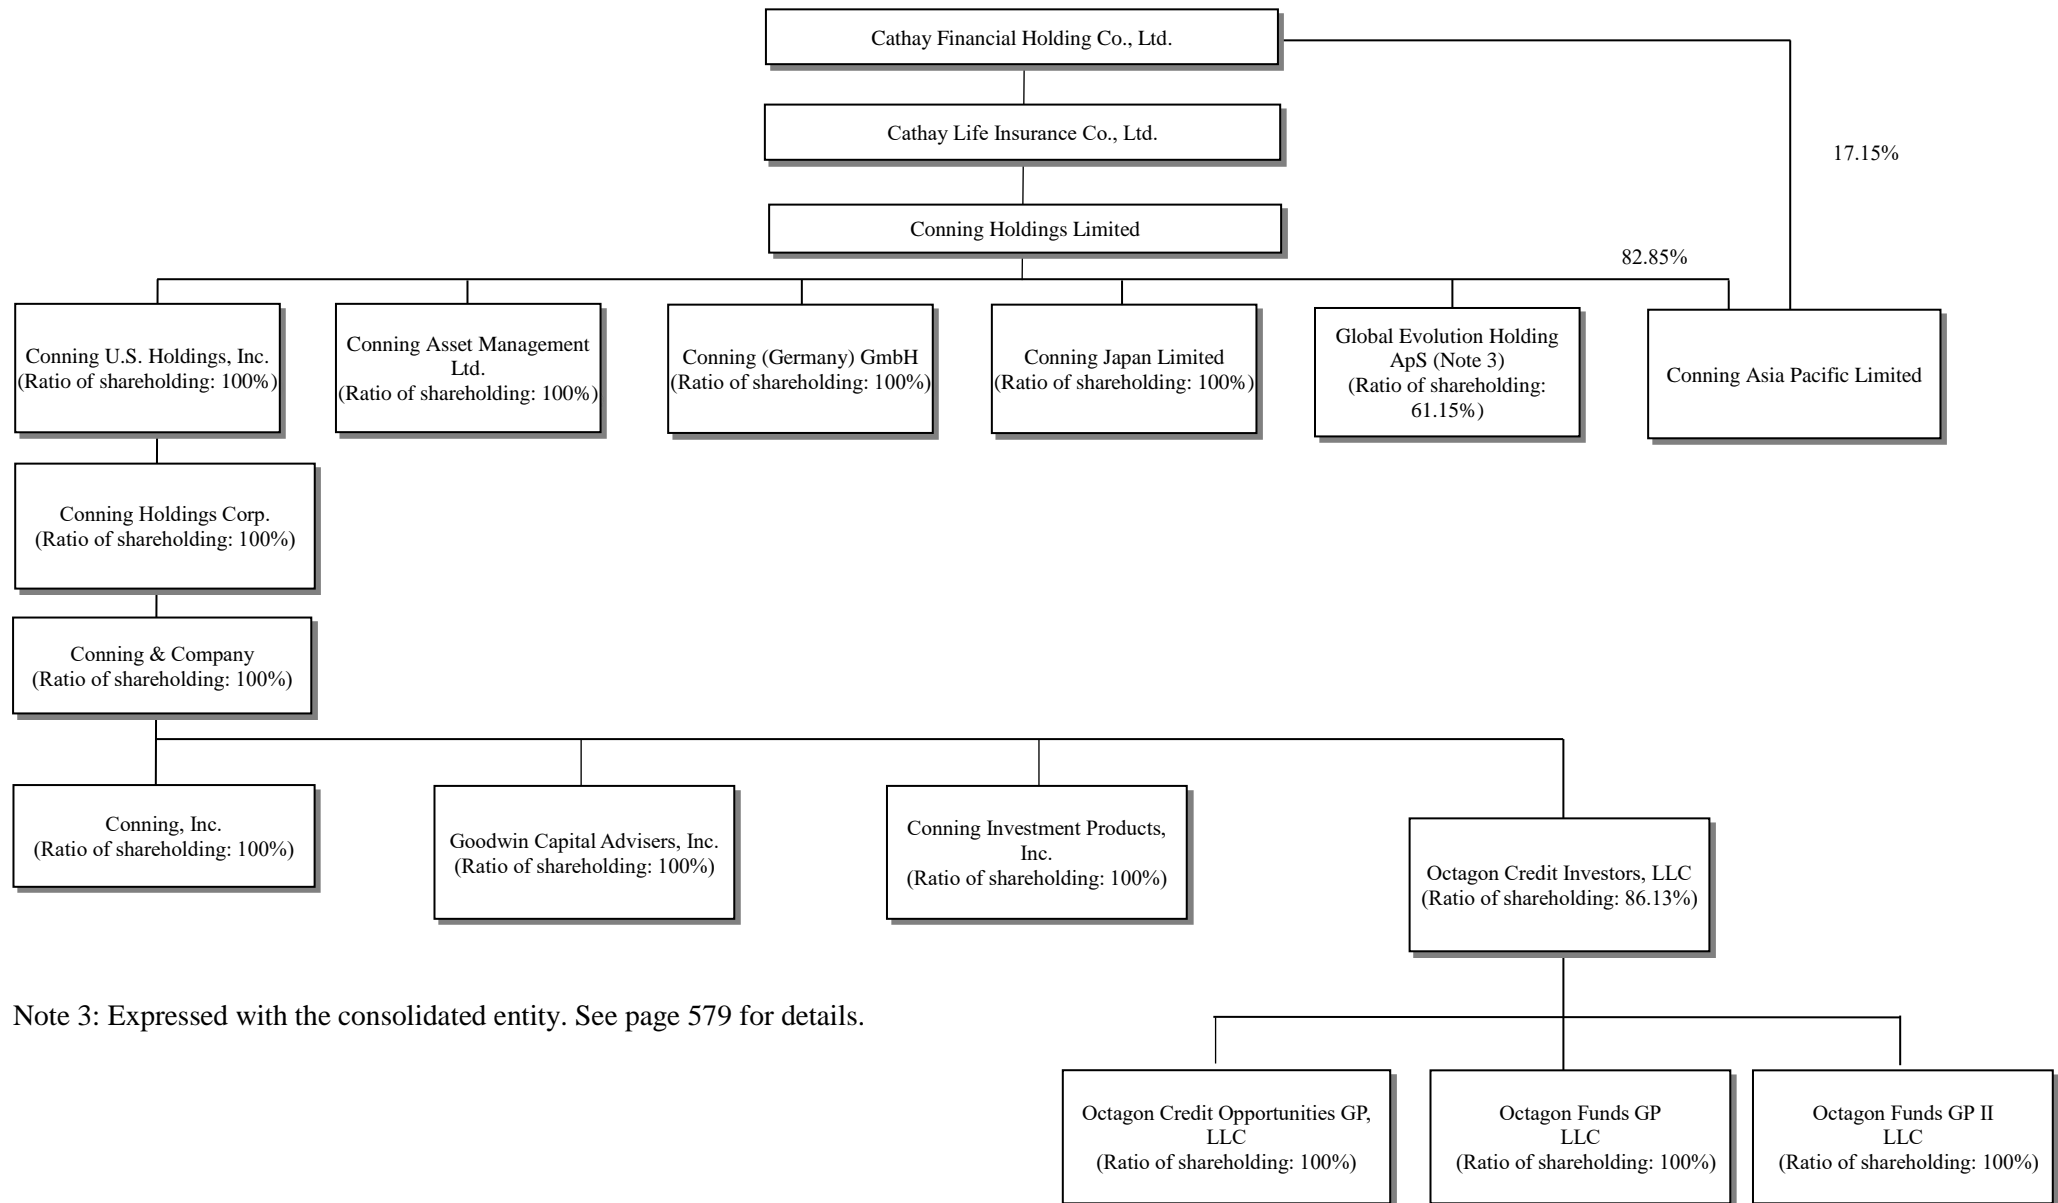 Cathay Financial Holding Co., Ltd.
Cathay Life Insurance Co., Ltd.
17.15%
Conning Holdings Limited
82.85%
Conning U.S. Holdings, Inc.
(Ratio of shareholding: 100%)
Conning Asset Management
Ltd.
(Ratio of shareholding: 100%)
Conning (Germany) GmbH
(Ratio of shareholding: 100%)
Conning Japan Limited
(Ratio of shareholding: 100%)
Global Evolution Holding
ApS (Note 3)
(Ratio of shareholding:
61.15%)
Conning Asia Pacific Limited
Conning Holdings Corp.
(Ratio of shareholding: 100%)
Conning & Company
(Ratio of shareholding: 100%)
Conning, Inc.
(Ratio of shareholding: 100%)
Goodwin Capital Advisers, Inc.
(Ratio of shareholding: 100%)
Conning Investment Products,
Inc.
(Ratio of shareholding: 100%)
Octagon Credit Investors, LLC
(Ratio of shareholding: 86.13%)
Note 3: Expressed with the consolidated entity. See page 579 for details.
Octagon Credit Opportunities GP,
LLC
(Ratio of shareholding: 100%)
Octagon Funds GP
LLC
(Ratio of shareholding: 100%)
Octagon Funds GP II
LLC
(Ratio of shareholding: 100%)